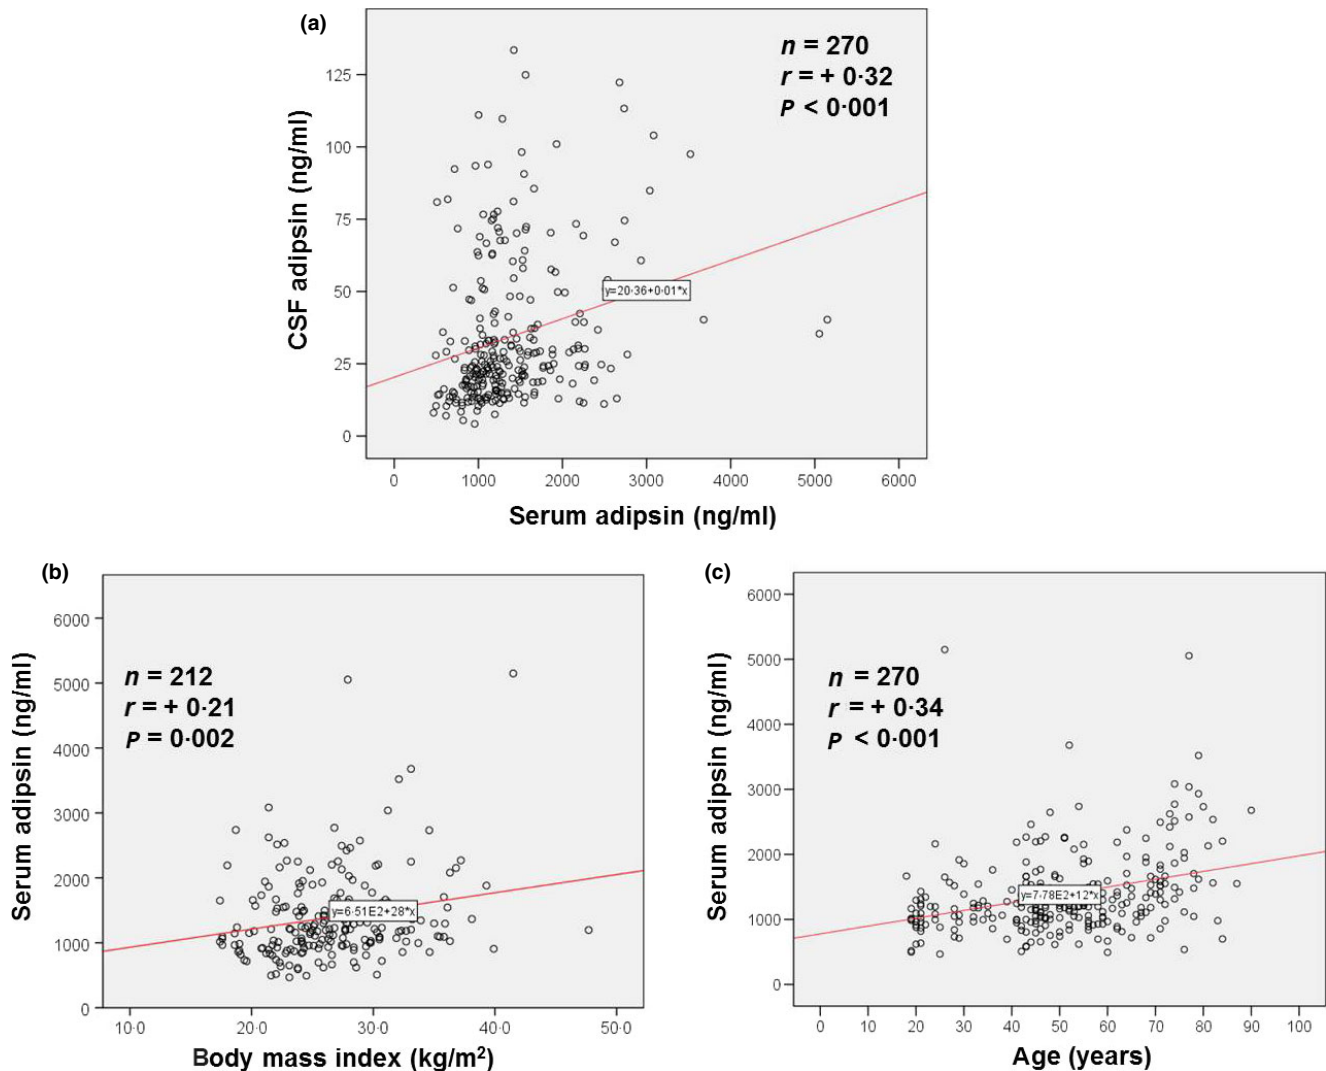 (a)
n = 270
r = + 0·32
P < 0·001
CSF adipsin (ng/ml)
125
100
75
50
25
0
y=20·36+0·01*x
0 1000 2000 3000 4000 5000 6000
Serum adipsin (ng/ml)
(b)
n = 212
r = + 0·21
P = 0·002
Serum adipsin (ng/ml)
6000
5000
4000
3000
2000
1000
0
y=6·51E2+28*x
10·0 20·0 30·0 40·0 50·0
Body mass index (kg/m²)
(c)
n = 270
r = + 0·34
P < 0·001
Serum adipsin (ng/ml)
6000
5000
4000
3000
2000
1000
0
y=7·78E2+12*x
0 10 20 30 40 50 60 70 80 90 100
Age (years)